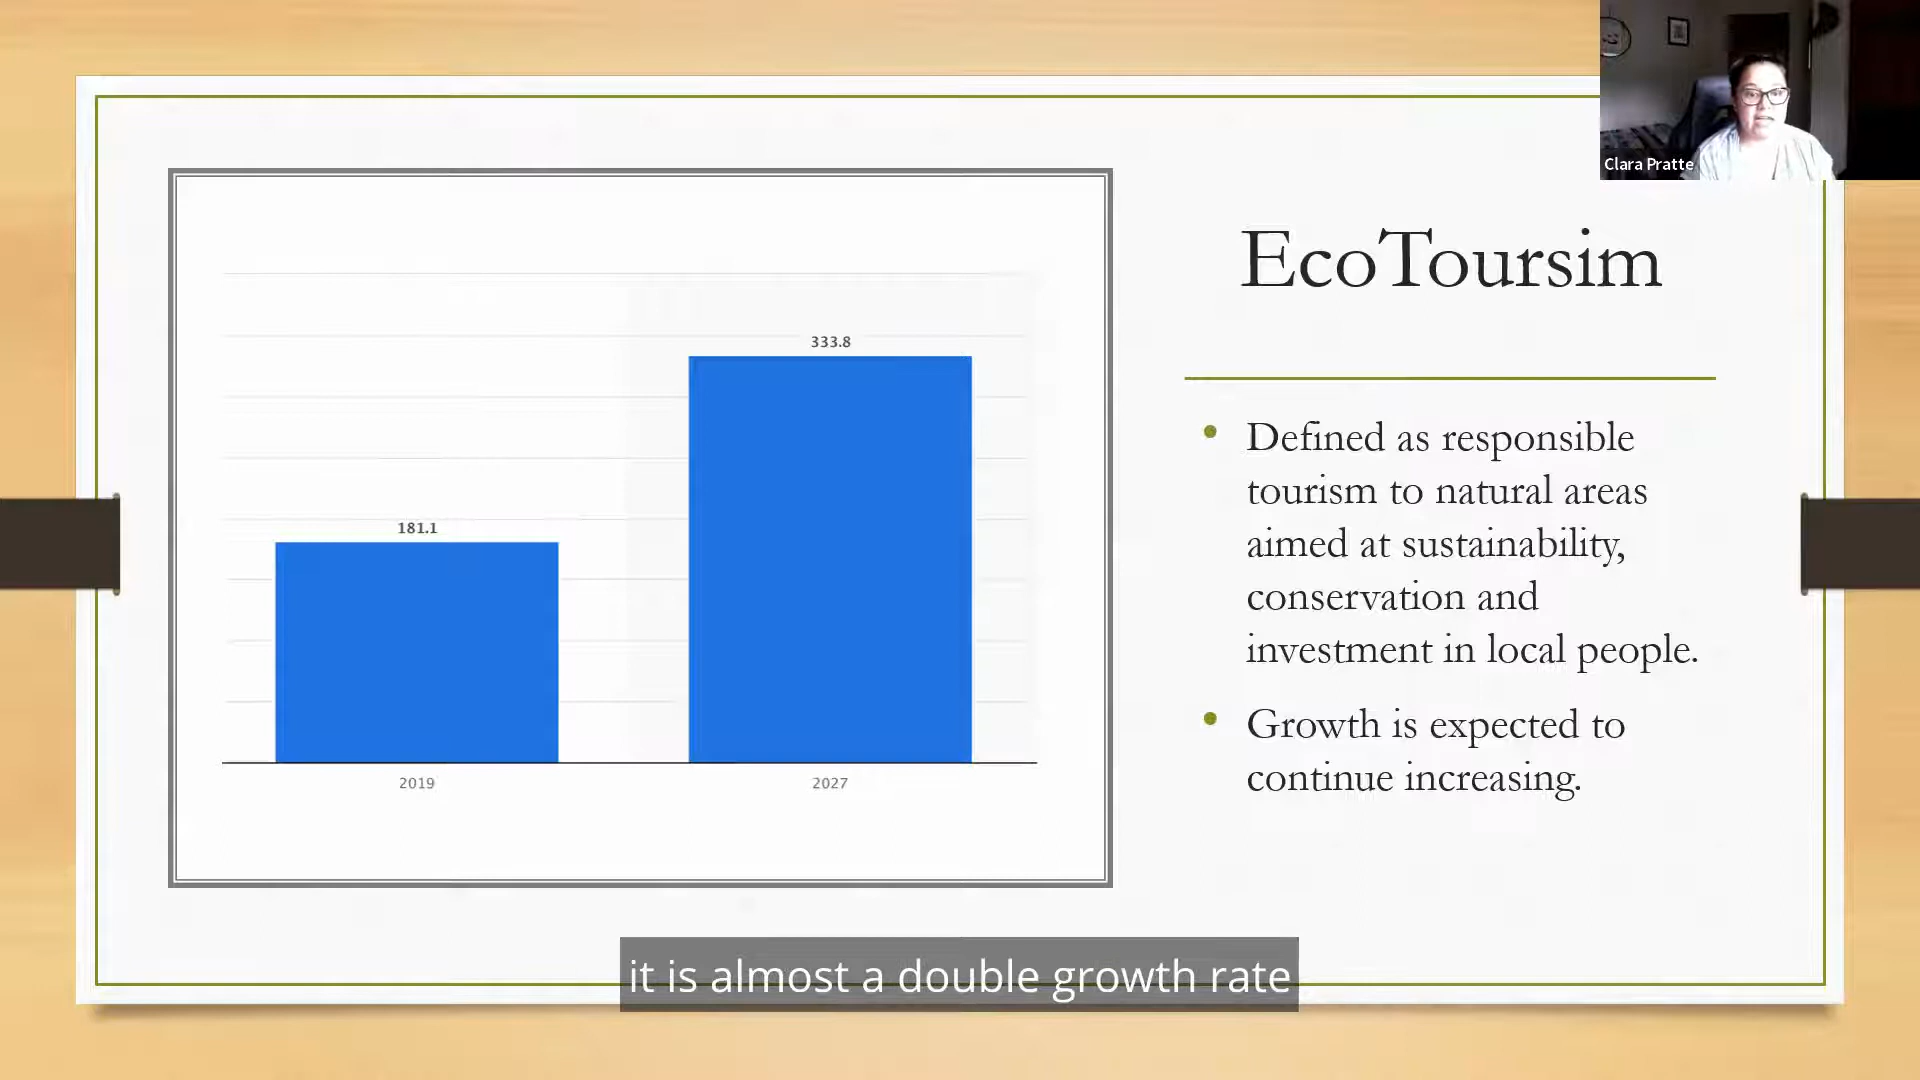 Clara Pratte
EcoToursim
333.8
181.1
2019
2027
Defined as responsible
tourism to natural areas
aimed at sustainability,
conservation and
investment in local people.
Growth is expected to
continue increasing.
it is almost a double growth rate